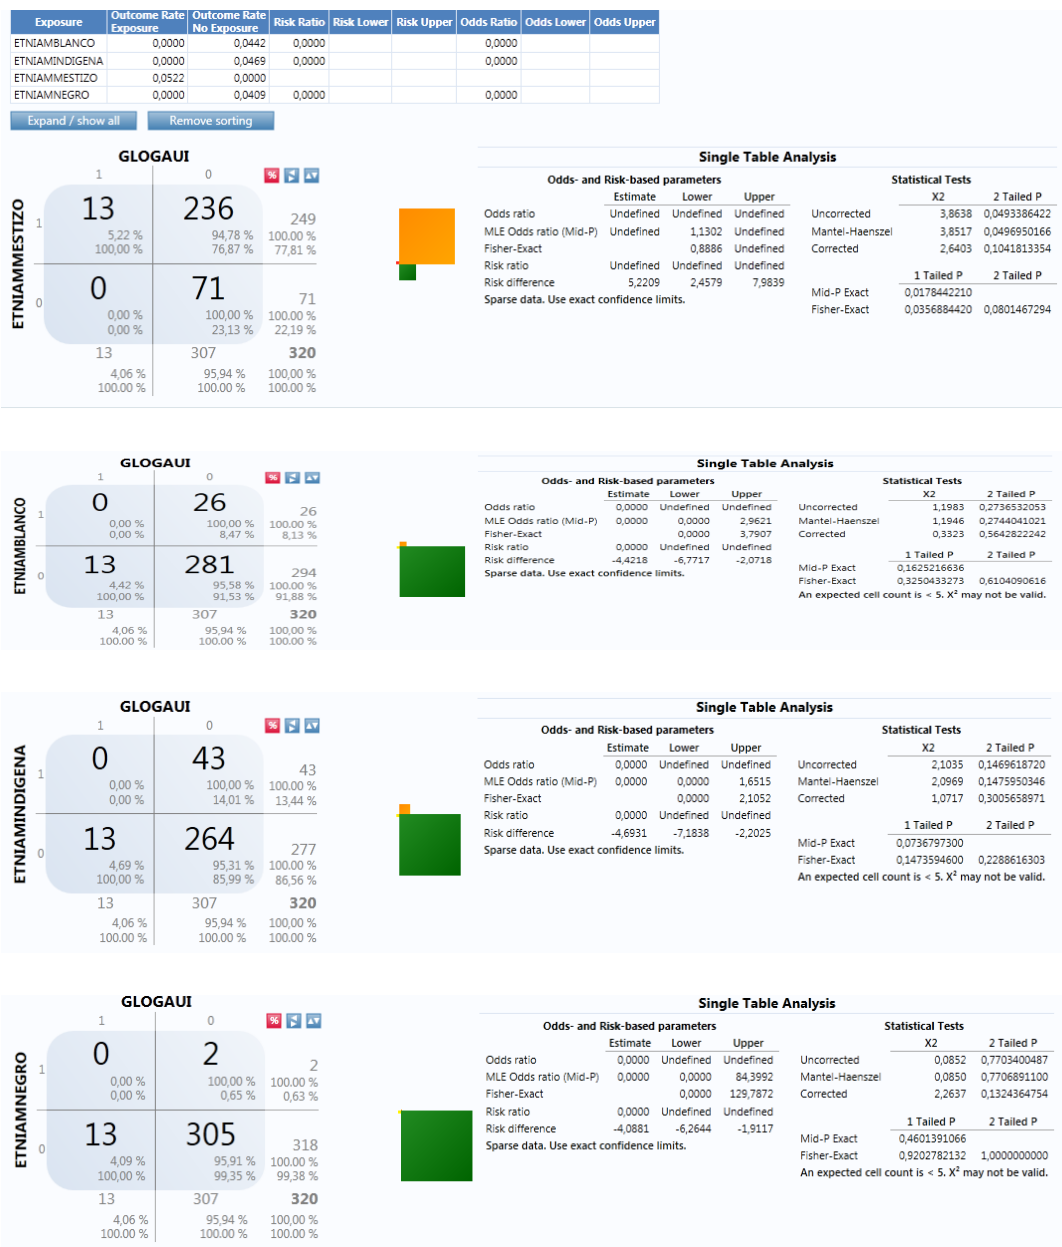 Exposure Outcome Rate Exposure Outcome Rate No Exposure Risk Ratio Risk Lower Risk Upper Odds Ratio Odds Lower Odds Upper
ETNIAMBLANCO 0,0000 0,0442 0,0000 0,0000
ETNIAMINDIGENA 0,0000 0,0469 0,0000 0,0000
ETNIAMMESTIZO 0,0522 0,0000
ETNIAMNEGRO 0,0000 0,0409 0,0000 0,0000
Expand / show all Remove sorting
GLOGAUI
1 0 %
ETNIAMMESTIZO
1 13 236 249
5,22 % 94,78 % 100.00 %
100,00 % 76,87 % 77,81 %
0 0 71 71
0,00 % 100,00 % 100.00 %
0,00 % 23,13 % 22,19 %
13 307 320
4,06 % 95,94 % 100,00 %
100.00 % 100.00 % 100.00 %
Single Table Analysis
Odds- and Risk-based parameters
Estimate Lower Upper
Odds ratio Undefined Undefined Undefined
MLE Odds ratio (Mid-P) Undefined 1,1302 Undefined
Fisher-Exact 0,8886 Undefined
Risk ratio Undefined Undefined Undefined
Risk difference 5,2209 2,4579 7,9839
Sparse data. Use exact confidence limits.
Statistical Tests
X2 2 Tailed P
Uncorrected 3,8638 0,0493386422
Mantel-Haenszel 3,8517 0,0496950166
Corrected 2,6403 0,1041813354
1 Tailed P 2 Tailed P
Mid-P Exact 0,0178442210
Fisher-Exact 0,0356884420 0,0801467294
GLOGAUI
1 0 %
ETNIAMBLANCO
1 0 26 26
0,00 % 100,00 % 100.00 %
0,00 % 8,47 % 8,13 %
0 13 281 294
4,42 % 95,58 % 100.00 %
100,00 % 91,53 % 91,88 %
13 307 320
4,06 % 95,94 % 100,00 %
100.00 % 100.00 % 100.00 %
Single Table Analysis
Odds- and Risk-based parameters
Estimate Lower Upper
Odds ratio 0,0000 Undefined Undefined
MLE Odds ratio (Mid-P) 0,0000 0,0000 2,9621
Fisher-Exact 0,0000 3,7907
Risk ratio 0,0000 Undefined Undefined
Risk difference -4,4218 -6,7717 -2,0718
Sparse data. Use exact confidence limits.
Statistical Tests
X2 2 Tailed P
Uncorrected 1,1983 0,2736532053
Mantel-Haenszel 1,1946 0,2744041021
Corrected 0,3323 0,5642822242
1 Tailed P 2 Tailed P
Mid-P Exact 0,1625216636
Fisher-Exact 0,3250433273 0,6104090616
An expected cell count is < 5. X² may not be valid.
GLOGAUI
1 0 %
ETNIAMINDIGENA
1 0 43 43
0,00 % 100,00 % 100.00 %
0,00 % 14,01 % 13,44 %
0 13 264 277
4,69 % 95,31 % 100.00 %
100,00 % 85,99 % 86,56 %
13 307 320
4,06 % 95,94 % 100,00 %
100.00 % 100.00 % 100.00 %
Single Table Analysis
Odds- and Risk-based parameters
Estimate Lower Upper
Odds ratio 0,0000 Undefined Undefined
MLE Odds ratio (Mid-P) 0,0000 0,0000 1,6515
Fisher-Exact 0,0000 2,1052
Risk ratio 0,0000 Undefined Undefined
Risk difference -4,6931 -7,1838 -2,2025
Sparse data. Use exact confidence limits.
Statistical Tests
X2 2 Tailed P
Uncorrected 2,1035 0,1469618720
Mantel-Haenszel 2,0969 0,1475950346
Corrected 1,0717 0,3005658971
1 Tailed P 2 Tailed P
Mid-P Exact 0,0736797300
Fisher-Exact 0,1473594600 0,2288616303
An expected cell count is < 5. X² may not be valid.
GLOGAUI
1 0 %
ETNIAMNEGRO
1 0 2 2
0,00 % 100,00 % 100.00 %
0,00 % 0,65 % 0,63 %
0 13 305 318
4,09 % 95,91 % 100.00 %
100,00 % 99,35 % 99,38 %
13 307 320
4,06 % 95,94 % 100,00 %
100.00 % 100.00 % 100.00 %
Single Table Analysis
Odds- and Risk-based parameters
Estimate Lower Upper
Odds ratio 0,0000 Undefined Undefined
MLE Odds ratio (Mid-P) 0,0000 0,0000 84,3992
Fisher-Exact 0,0000 129,7872
Risk ratio 0,0000 Undefined Undefined
Risk difference -4,0881 -6,2644 -1,9117
Sparse data. Use exact confidence limits.
Statistical Tests
X2 2 Tailed P
Uncorrected 0,0852 0,7703400487
Mantel-Haenszel 0,0850 0,7706891100
Corrected 2,2637 0,1324364754
1 Tailed P 2 Tailed P
Mid-P Exact 0,4601391066
Fisher-Exact 0,9202782132 1,0000000000
An expected cell count is < 5. X² may not be valid.